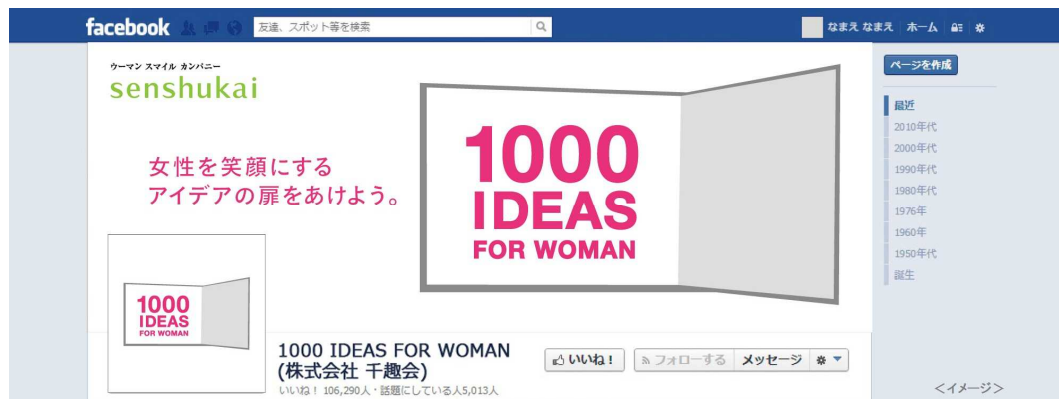 facebook
友達、スポット等を検索
なまえ なまえ
ホーム
ページを作成
ウーマン スマイル カンパニー
senshukai
女性を笑顔にする
アイデアの扉をあけよう。
1000
IDEAS
FOR WOMAN
最近
2010年代
2000年代
1990年代
1980年代
1976年
1960年
1950年代
誕生
1000
IDEAS
FOR WOMAN
1000 IDEAS FOR WOMAN
(株式会社 千趣会)
いいね！ 106,290人・話題にしている人5,013人
いいね！
フォローする
メッセージ
＜イメージ＞